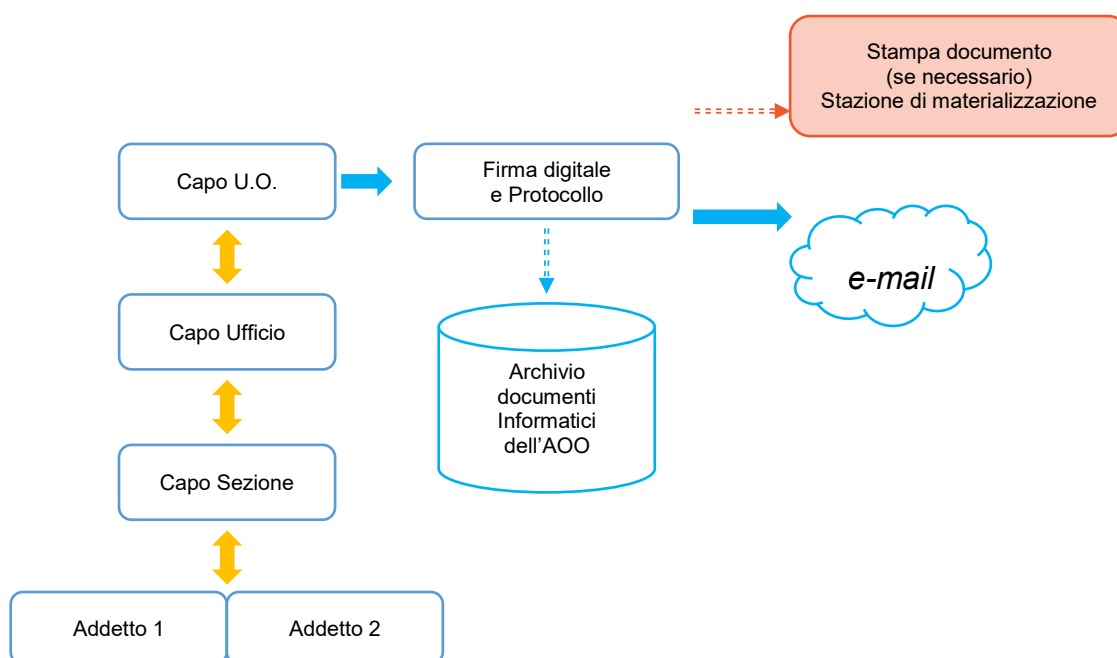 Stampa documento
(se necessario)
Stazione di materializzazione
Capo U.O.
Firma digitale
e Protocollo
e-mail
Capo Ufficio
Archivio
documenti
Informatici
dell’AOO
Capo Sezione
Addetto 1
Addetto 2